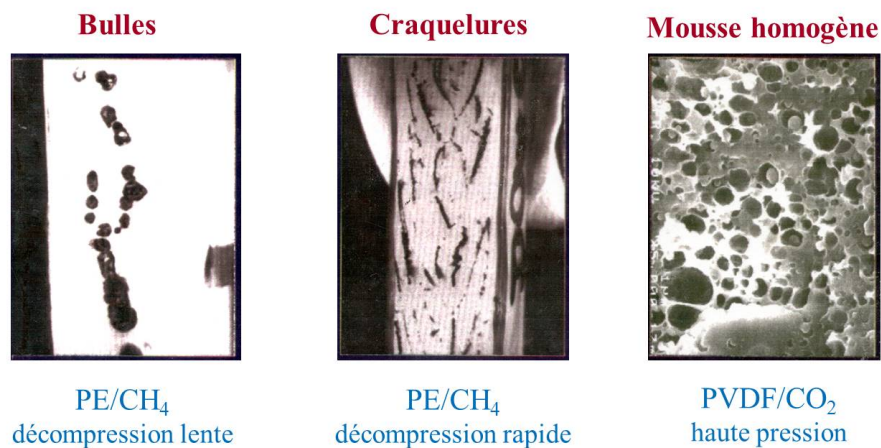 Bulles
Craquelures
Mousse homogène
PE/CH₄
décompression lente
PE/CH₄
décompression rapide
PVDF/CO₂
haute pression